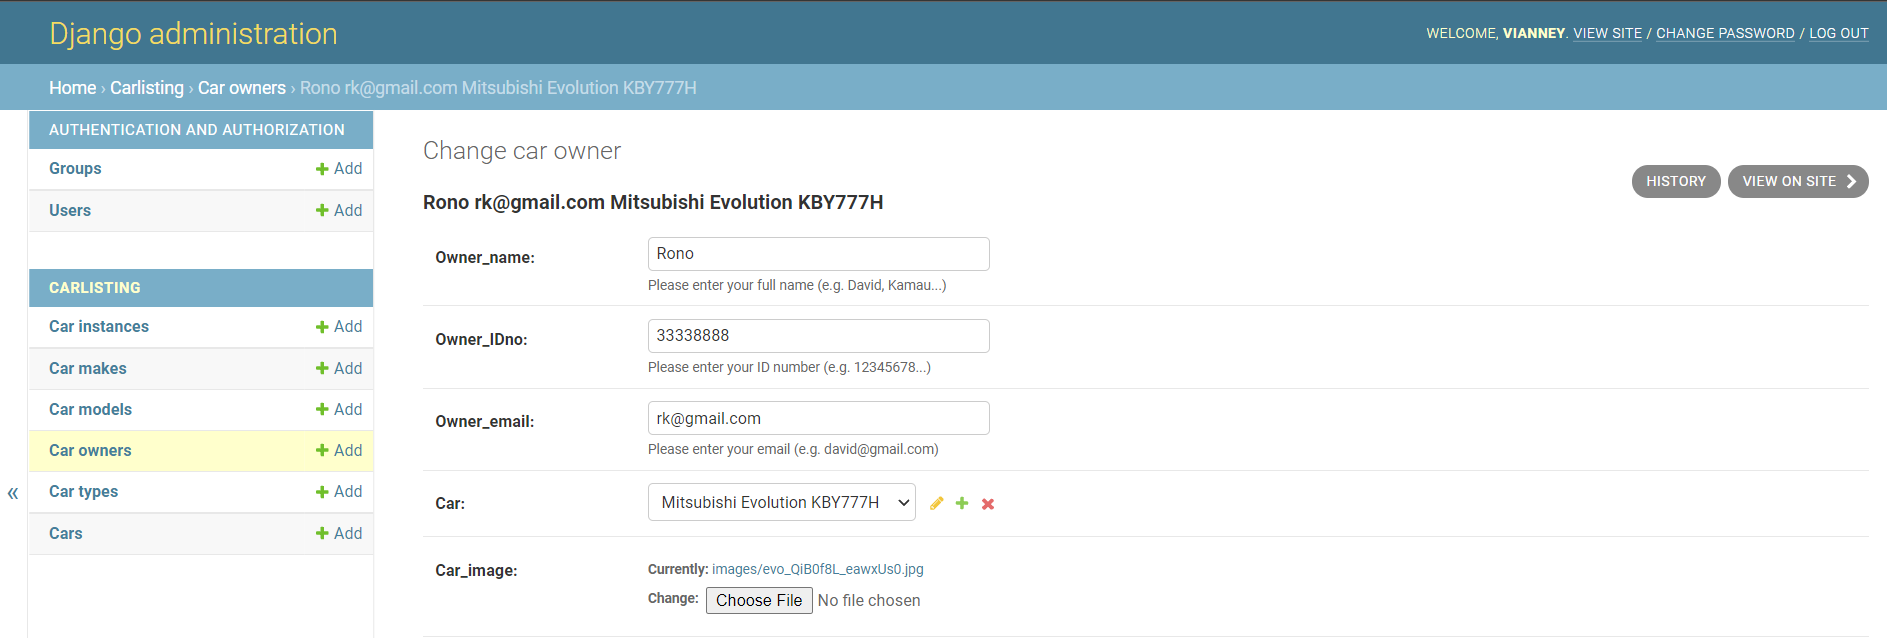 Django administration
WELCOME, VIANNEY. VIEW SITE / CHANGE PASSWORD / LOG OUT
Home › Carlisting › Car owners › Rono rk@gmail.com Mitsubishi Evolution KBY777H
AUTHENTICATION AND AUTHORIZATION
Groups + Add
Users + Add
CARLISTING
Car instances + Add
Car makes + Add
Car models + Add
Car owners + Add
Car types + Add
Cars + Add
«
Change car owner
HISTORY
VIEW ON SITE
Rono rk@gmail.com Mitsubishi Evolution KBY777H
Owner_name: Rono
Please enter your full name (e.g. David, Kamau...)
Owner_IDno: 33338888
Please enter your ID number (e.g. 12345678...)
Owner_email: rk@gmail.com
Please enter your email (e.g. david@gmail.com)
Car: Mitsubishi Evolution KBY777H
Car_image: Currently: images/evo_QiB0f8L_eawxUs0.jpg
Change: Choose File No file chosen